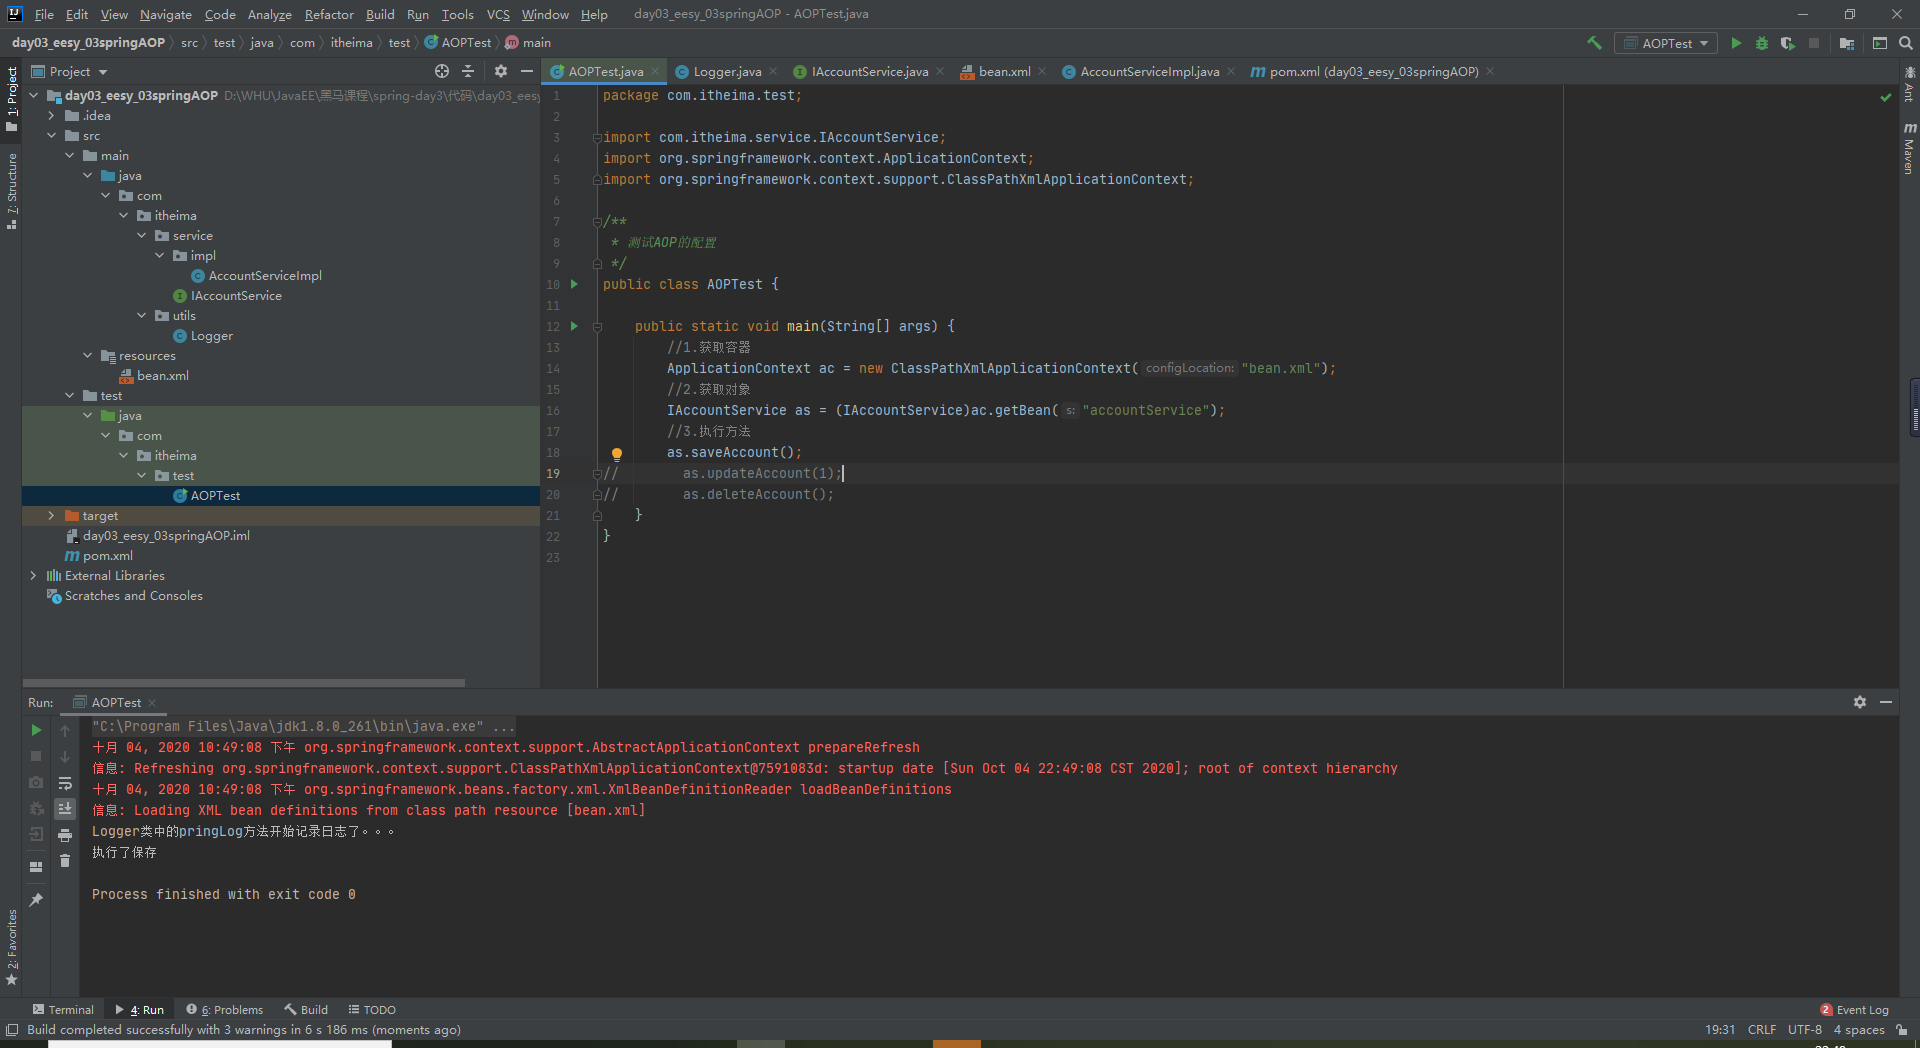 File Edit View Navigate Code Analyze Refactor Build Run Tools VCS Window Help day03_eesy_03springAOP - AOPTest.java
day03_eesy_03springAOP src test java com itheima test AOPTest main
AOPTest
Project
AOPTest.java Logger.java IAccountService.java bean.xml AccountServiceImpl.java pom.xml (day03_eesy_03springAOP)
1: Project
7: Structure
2: Favorites
Ant
Maven
day03_eesy_03springAOP D:\WHU\JavaEE\黑马课程\spring-day3\代码\day03_eesy
.idea
src
main
java
com
itheima
service
impl
AccountServiceImpl
IAccountService
utils
Logger
resources
bean.xml
test
java
com
itheima
test
AOPTest
target
day03_eesy_03springAOP.iml
pom.xml
External Libraries
Scratches and Consoles
1 package com.itheima.test;
2
3 import com.itheima.service.IAccountService;
4 import org.springframework.context.ApplicationContext;
5 import org.springframework.context.support.ClassPathXmlApplicationContext;
6
7 /**
8 * 测试AOP的配置
9 */
10 public class AOPTest {
11
12 public static void main(String[] args) {
13 //1.获取容器
14 ApplicationContext ac = new ClassPathXmlApplicationContext( configLocation: "bean.xml");
15 //2.获取对象
16 IAccountService as = (IAccountService)ac.getBean( s: "accountService");
17 //3.执行方法
18 as.saveAccount();
19 // as.updateAccount(1);
20 // as.deleteAccount();
21 }
22 }
23
Run: AOPTest
"C:\Program Files\Java\jdk1.8.0_261\bin\java.exe" ...
十月 04, 2020 10:49:08 下午 org.springframework.context.support.AbstractApplicationContext prepareRefresh
信息: Refreshing org.springframework.context.support.ClassPathXmlApplicationContext@7591083d: startup date [Sun Oct 04 22:49:08 CST 2020]; root of context hierarchy
十月 04, 2020 10:49:08 下午 org.springframework.beans.factory.xml.XmlBeanDefinitionReader loadBeanDefinitions
信息: Loading XML bean definitions from class path resource [bean.xml]
Logger类中的pringLog方法开始记录日志了。。。
执行了保存
Process finished with exit code 0
Terminal 4: Run 6: Problems Build TODO 2 Event Log
Build completed successfully with 3 warnings in 6 s 186 ms (moments ago) 19:31 CRLF UTF-8 4 spaces